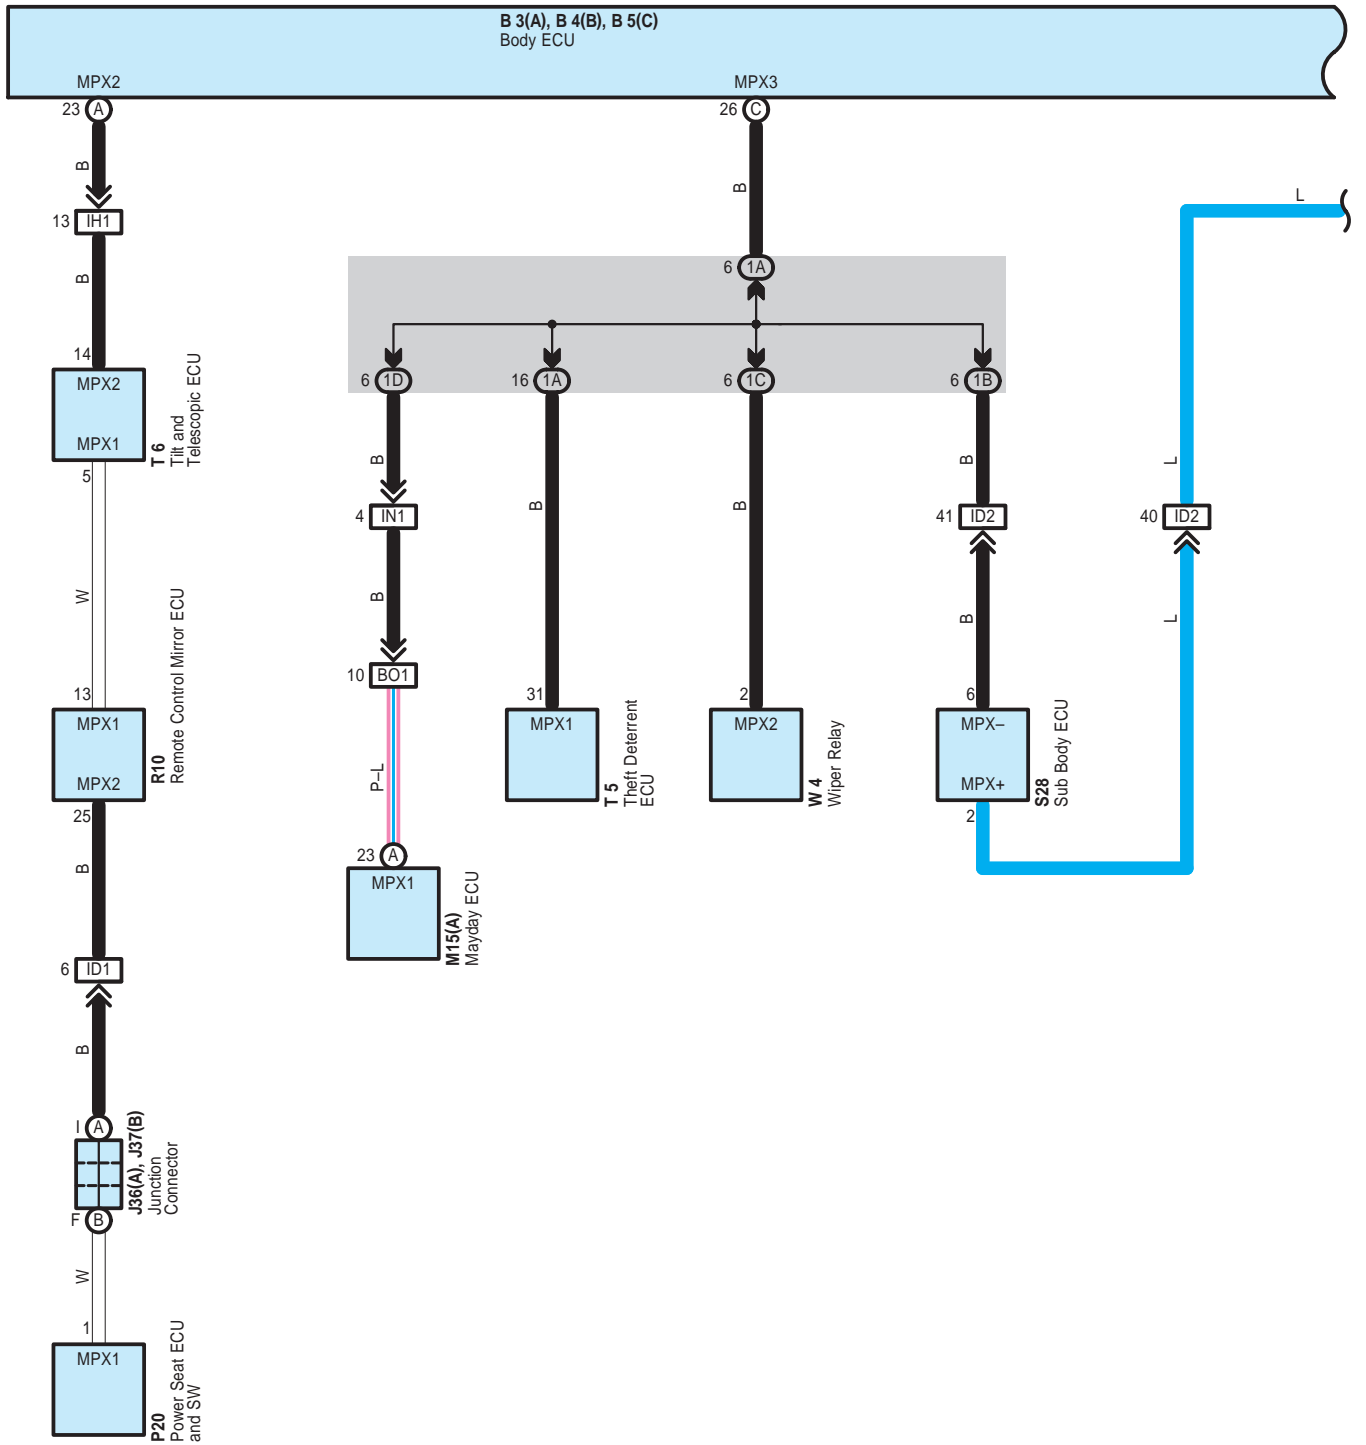 B 3(A), B 4(B), B 5(C)
Body ECU
MPX2
MPX3
23 A
26 C
B
B
L
13 IH1
B
6 1A
14
MPX2
MPX1
T 6
Tilt and
Telescopic ECU
5
6 1D
16 1A
6 1C
6 1B
B
B
B
B
L
4 IN1
41 ID2
40 ID2
W
B
B
L
10 BO1
13
MPX1
MPX2
R10
Remote Control Mirror ECU
25
31
MPX1
T 5
Theft Deterrent
ECU
2
MPX2
W 4
Wiper Relay
6
MPX–
MPX+
S28
Sub Body ECU
2
P–L
B
23 A
MPX1
M15(A)
Mayday ECU
6 ID1
B
I A
J36(A), J37(B)
Junction
Connector
F B
W
1
MPX1
P20
Power Seat ECU
and SW